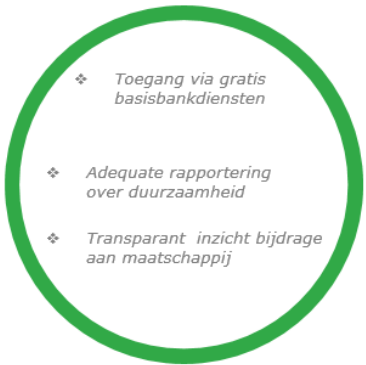 ❖ Toegang via gratis
basisbankdiensten
❖ Adequate rapportering
over duurzaamheid
❖ Transparant  inzicht bijdrage
aan maatschappij